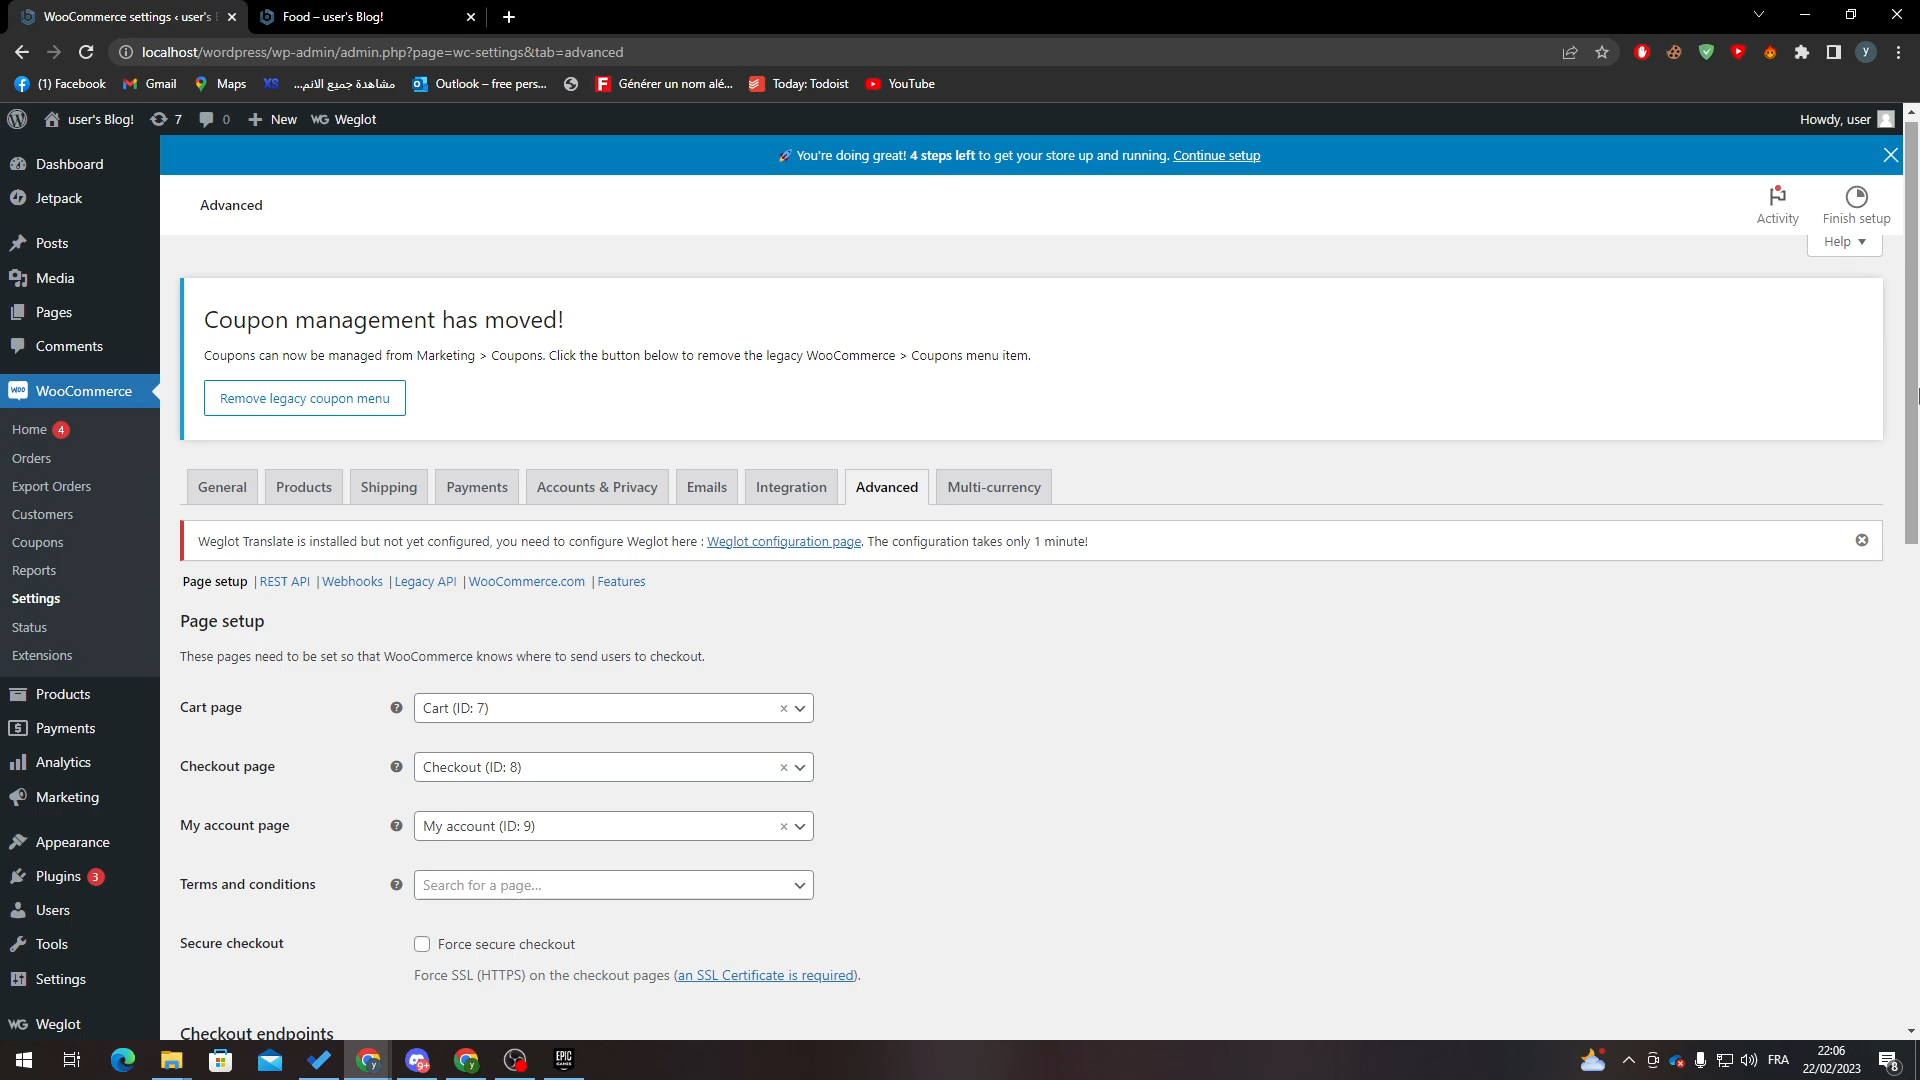 WooCommerce settings ‹ user's
Food – user's Blog!
localhost/wordpress/wp-admin/admin.php?page=wc-settings&tab=advanced
y
(1) Facebook
Gmail
Maps
XS
مشاهدة جميع الانم...
Outlook – free pers...
Générer un nom alé...
Today: Todoist
YouTube
user's Blog!
7
0
New
WG Weglot
Howdy, user
You're doing great! 4 steps left to get your store up and running. Continue setup
Dashboard
Jetpack
Posts
Media
Pages
Comments
WooCommerce
Home 4
Orders
Export Orders
Customers
Coupons
Reports
Settings
Status
Extensions
Products
Payments
Analytics
Marketing
Appearance
Plugins 3
Users
Tools
Settings
WG Weglot
Advanced
Activity
Finish setup
Help
Coupon management has moved!
Coupons can now be managed from Marketing > Coupons. Click the button below to remove the legacy WooCommerce > Coupons menu item.
Remove legacy coupon menu
General
Products
Shipping
Payments
Accounts & Privacy
Emails
Integration
Advanced
Multi-currency
Weglot Translate is installed but not yet configured, you need to configure Weglot here : Weglot configuration page. The configuration takes only 1 minute!
Page setup | REST API | Webhooks | Legacy API | WooCommerce.com | Features
Page setup
These pages need to be set so that WooCommerce knows where to send users to checkout.
Cart page
Cart (ID: 7)
Checkout page
Checkout (ID: 8)
My account page
My account (ID: 9)
Terms and conditions
Search for a page...
Secure checkout
Force secure checkout
Force SSL (HTTPS) on the checkout pages (an SSL Certificate is required).
Checkout endpoints
9+
EPIC
GAMES
FRA
22:06
22/02/2023
8